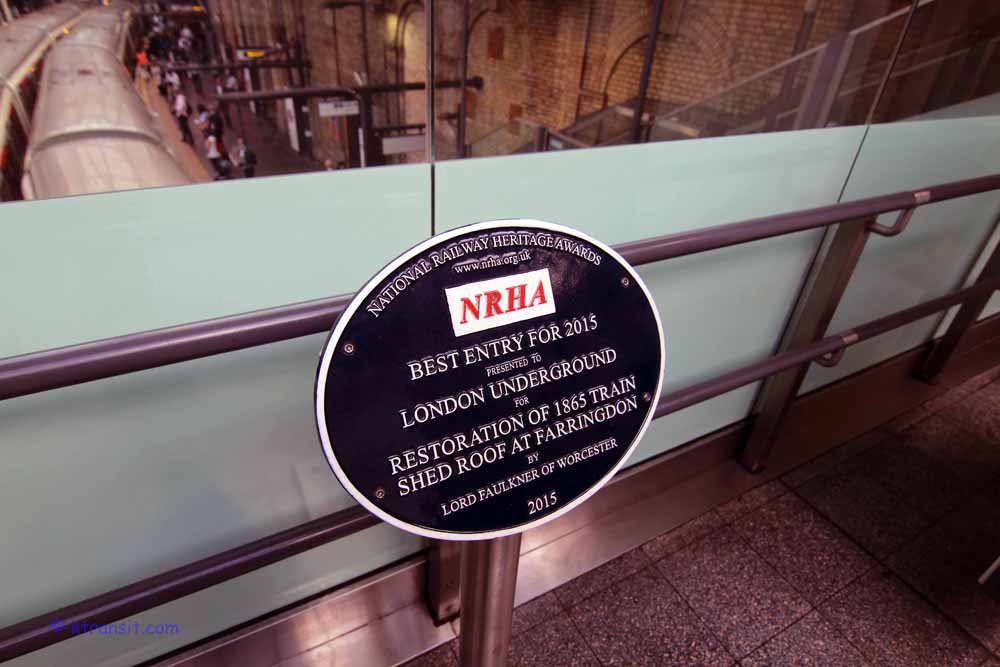 NATIONAL RAILWAY HERITAGE AWARDS
www.nrha.org.uk
NRHA
BEST ENTRY FOR 2015
PRESENTED TO
LONDON UNDERGROUND
FOR
RESTORATION OF 1865 TRAIN
SHED ROOF AT FARRINGDON
BY
LORD FAULKNER OF WORCESTER
2015
© ktransit.com